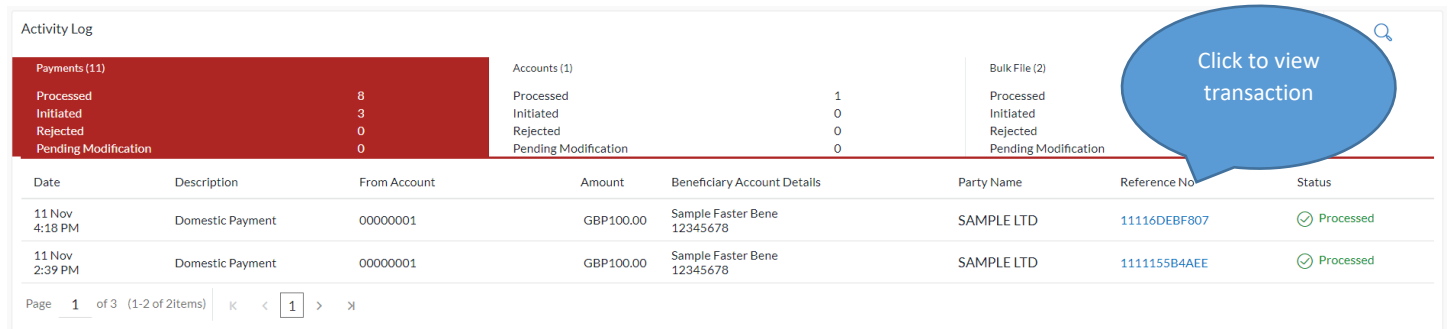 Activity Log
Click to view
transaction
Payments (11)
Processed 8
Initiated 3
Rejected 0
Pending Modification 0
Accounts (1)
Processed 1
Initiated 0
Rejected 0
Pending Modification 0
Bulk File (2)
Processed
Initiated
Rejected
Pending Modification
Date Description From Account Amount Beneficiary Account Details Party Name Reference No Status
11 Nov
4:18 PM Domestic Payment 00000001 GBP100.00 Sample Faster Bene
12345678 SAMPLE LTD 11116DEBF807 Processed
11 Nov
2:39 PM Domestic Payment 00000001 GBP100.00 Sample Faster Bene
12345678 SAMPLE LTD 1111155B4AEE Processed
Page 1 of 3 (1-2 of 2items) K < 1 > X